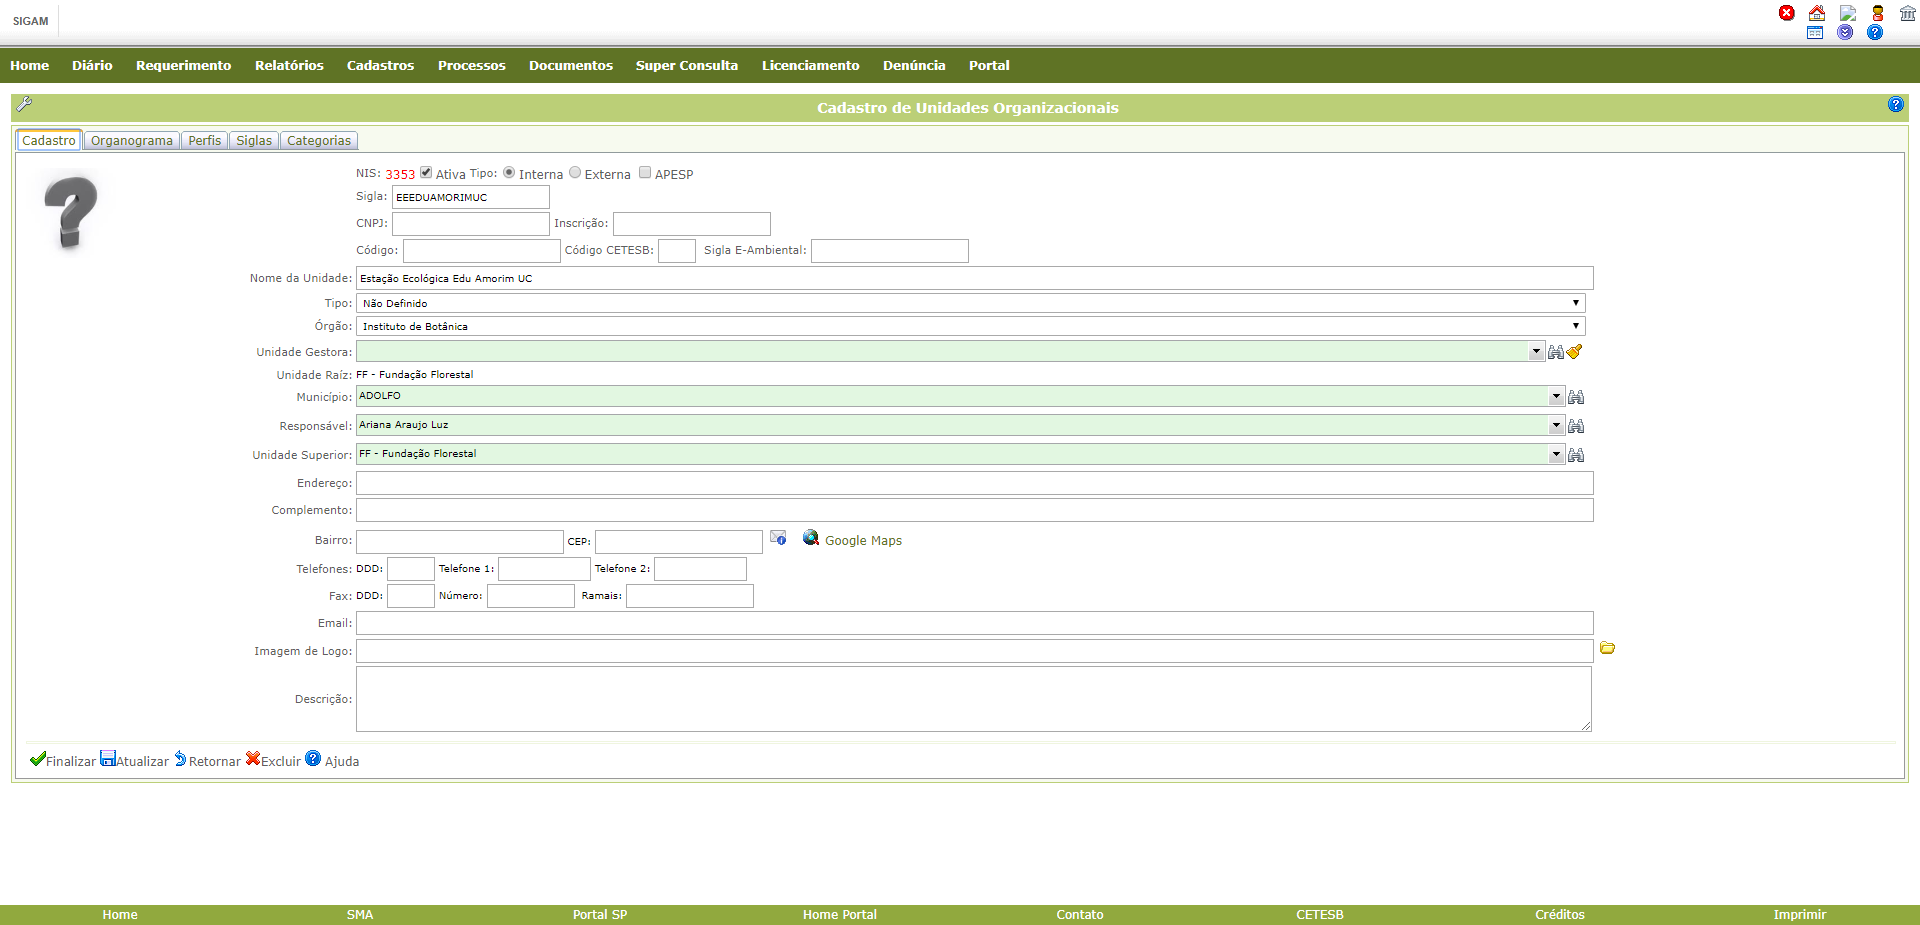 SIGAM
Home Diário Requerimento Relatórios Cadastros Processos Documentos Super Consulta Licenciamento Denúncia Portal
Cadastro de Unidades Organizacionais
Cadastro Organograma Perfis Siglas Categorias
NIS: 3353 Ativa Tipo: Interna Externa APESP
Sigla: EEEDUAMORIMUC
CNPJ: Inscrição:
Código: Código CETESB: Sigla E-Ambiental:
Nome da Unidade: Estação Ecológica Edu Amorim UC
Tipo: Não Definido
Órgão: Instituto de Botânica
Unidade Gestora:
Unidade Raíz: FF - Fundação Florestal
Município: ADOLFO
Responsável: Ariana Araujo Luz
Unidade Superior: FF - Fundação Florestal
Endereço:
Complemento:
Bairro: CEP: Google Maps
Telefones: DDD: Telefone 1: Telefone 2:
Fax: DDD: Número: Ramais:
Email:
Imagem de Logo:
Descrição:
Finalizar Atualizar Retornar Excluir Ajuda
Home SMA Portal SP Home Portal Contato CETESB Créditos Imprimir